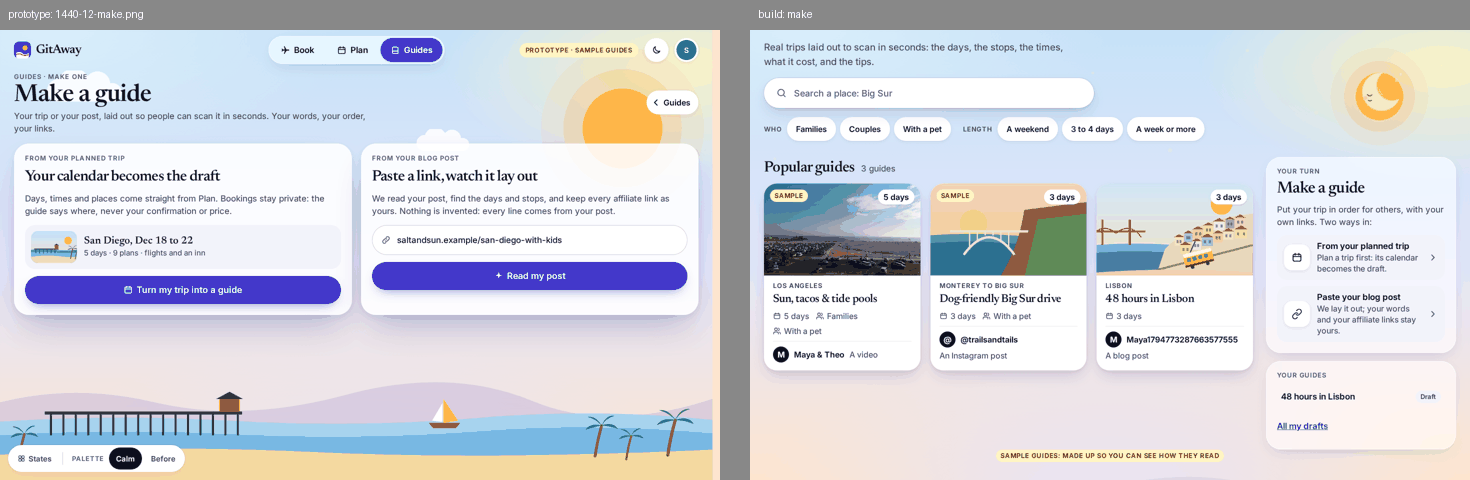 prototype: 1440-12-make.png
GitAway
Book
Plan
Guides
PROTOTYPE · SAMPLE GUIDES
S
GUIDES · MAKE ONE
Make a guide
Your trip or your post, laid out so people can scan it in seconds. Your words, your order,
your links.
Guides
FROM YOUR PLANNED TRIP
Your calendar becomes the draft
Days, times and places come straight from Plan. Bookings stay private: the
guide says where, never your confirmation or price.
San Diego, Dec 18 to 22
5 days · 9 plans · flights and an inn
Turn my trip into a guide
FROM YOUR BLOG POST
Paste a link, watch it lay out
We read your post, find the days and stops, and keep every affiliate link as
yours. Nothing is invented: every line comes from your post.
saltandsun.example/san-diego-with-kids
Read my post
States
PALETTE
Calm
Before
build: make
Real trips laid out to scan in seconds: the days, the stops, the times,
what it cost, and the tips.
Search a place: Big Sur
WHO
Families
Couples
With a pet
LENGTH
A weekend
3 to 4 days
A week or more
Popular guides
3 guides
SAMPLE
5 days
LOS ANGELES
Sun, tacos & tide pools
5 days
Families
With a pet
M
Maya & Theo
A video
SAMPLE
3 days
MONTEREY TO BIG SUR
Dog-friendly Big Sur drive
3 days
With a pet
@
@trailsandtails
An Instagram post
3 days
LISBON
48 hours in Lisbon
3 days
M
Maya1794773287663577555
A blog post
YOUR TURN
Make a guide
Put your trip in order for others, with your
own links. Two ways in:
From your planned trip
Plan a trip first: its calendar
becomes the draft.
Paste your blog post
We lay it out; your words
and your affiliate links stay
yours.
YOUR GUIDES
48 hours in Lisbon
Draft
All my drafts
SAMPLE GUIDES: MADE UP SO YOU CAN SEE HOW THEY READ